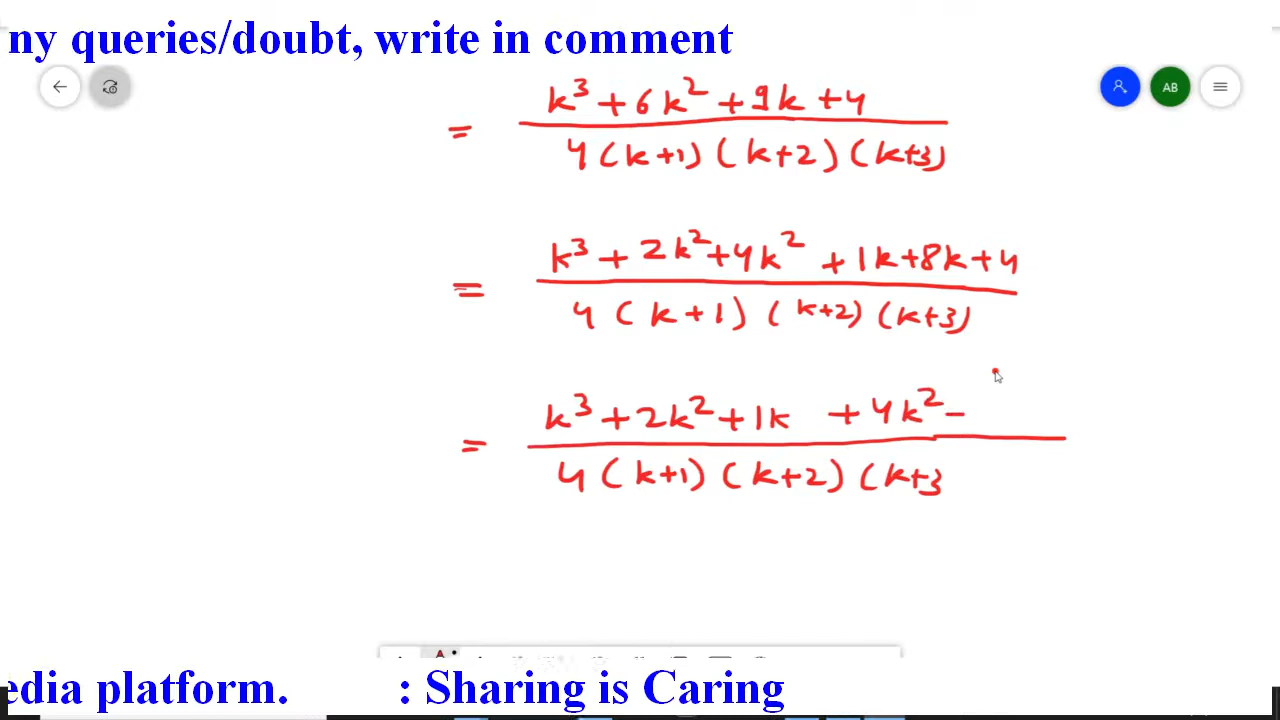 ny queries/doubt, write in comment
AB
k³ + 6k² + 9k + 4
=
4(k+1)(k+2)(k+3)
k³ + 2k² + 4k² + 1k + 8k + 4
=
4(k+1)(k+2)(k+3)
k³ + 2k² + 1k + 4k² -
=
4(k+1)(k+2)(k+3
edia platform. : Sharing is Caring